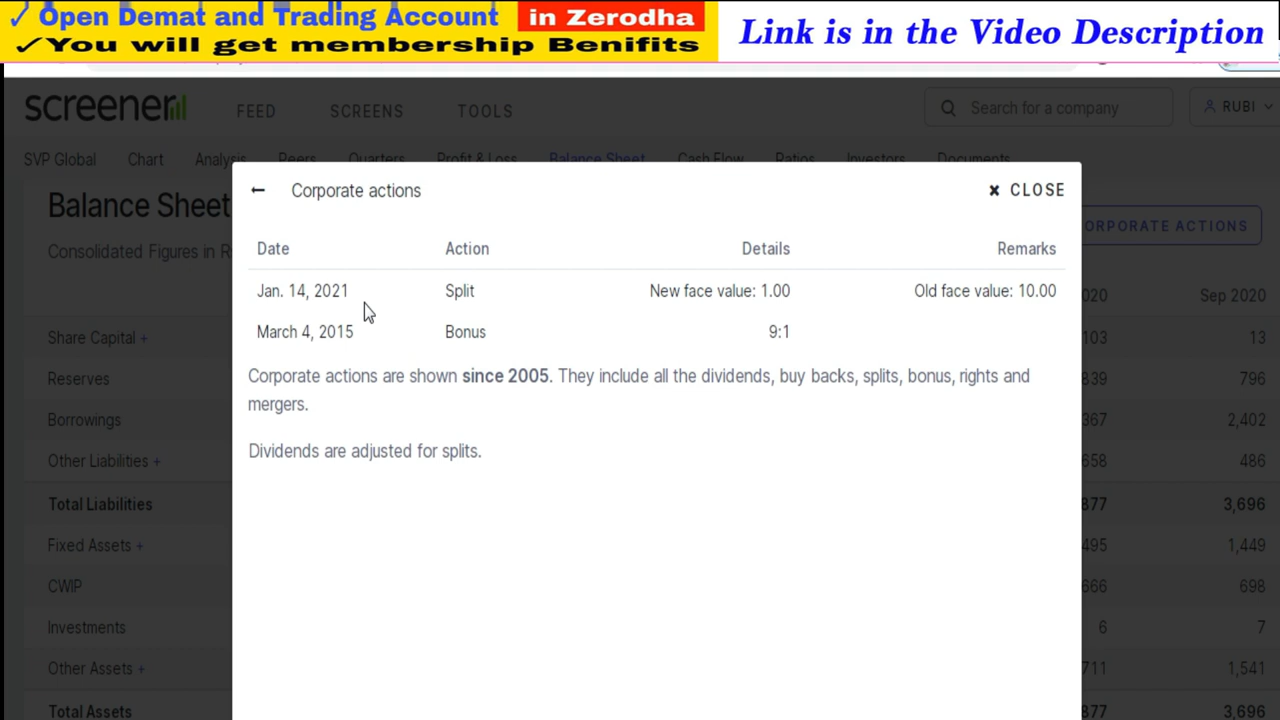 ✓ Open Demat and Trading Account in Zerodha
✓You will get membership Benifits
Link is in the Video Description
screener
FEED SCREENS TOOLS
Search for a company
RUBI
SVP Global Chart Analysis Peers Quarters Profit & Loss Balance Sheet Cash Flow Ratios Investors Documents
Balance Sheet
ORPORATE ACTIONS
Consolidated Figures in R
← Corporate actions ✖ CLOSE
Date Action Details Remarks
Jan. 14, 2021 Split New face value: 1.00 Old face value: 10.00
March 4, 2015 Bonus 9:1
Corporate actions are shown since 2005. They include all the dividends, buy backs, splits, bonus, rights and
mergers.
Dividends are adjusted for splits.
020 Sep 2020
Share Capital + 103 13
Reserves 839 796
Borrowings 367 2,402
Other Liabilities + 658 486
Total Liabilities 877 3,696
Fixed Assets + 495 1,449
CWIP 666 698
Investments 6 7
Other Assets + 711 1,541
Total Assets 877 3,696